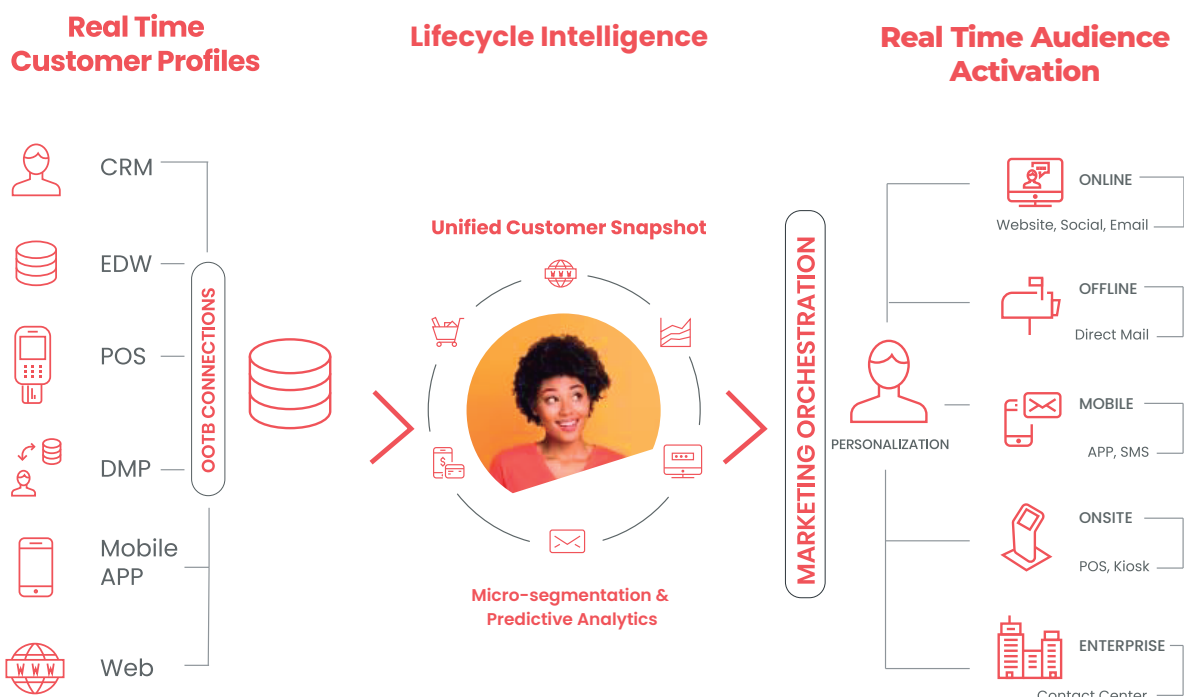 Real Time
Customer Profiles
Lifecycle Intelligence
Real Time Audience
Activation
CRM
EDW
POS
DMP
Mobile
APP
Web
OOTB CONNECTIONS
Unified Customer Snapshot
WWW
$
Micro-segmentation &
Predictive Analytics
MARKETING ORCHESTRATION
PERSONALIZATION
ONLINE
Website, Social, Email
OFFLINE
Direct Mail
MOBILE
APP, SMS
ONSITE
POS, Kiosk
ENTERPRISE
Contact Center
WWW